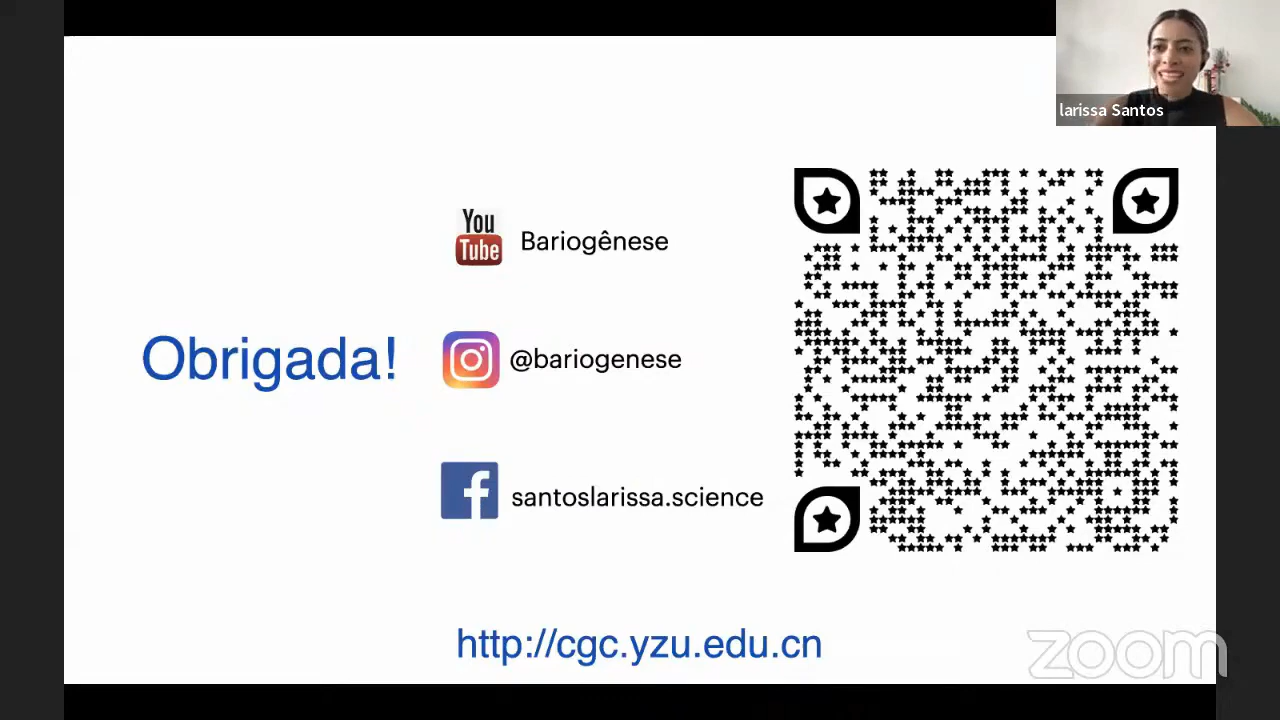 larissa Santos
You
Tube
Bariogênese
Obrigada!
@bariogenese
santoslarissa.science
http://cgc.yzu.edu.cn
zoom